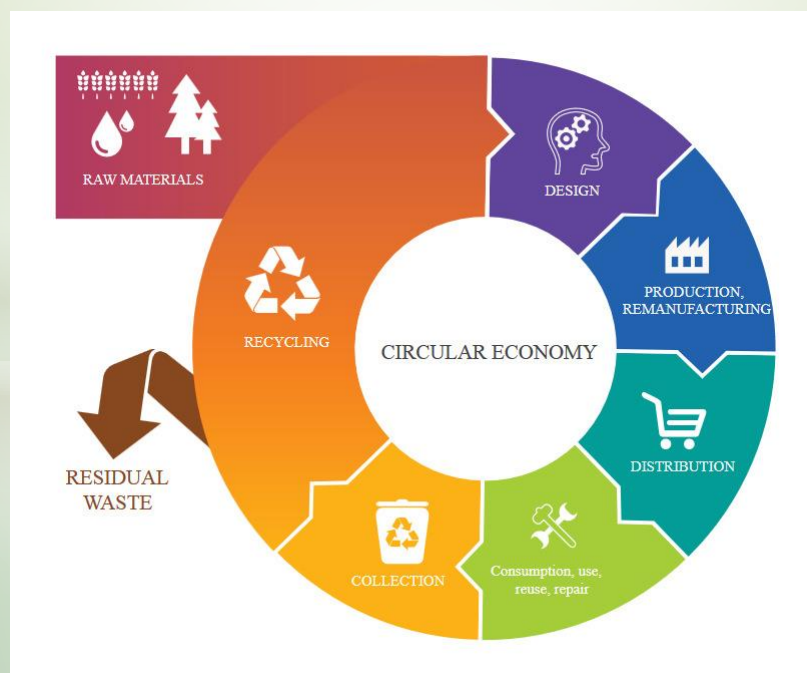 RAW MATERIALS
DESIGN
PRODUCTION,
REMANUFACTURING
RECYCLING
CIRCULAR ECONOMY
DISTRIBUTION
RESIDUAL
WASTE
COLLECTION
Consumption, use,
reuse, repair